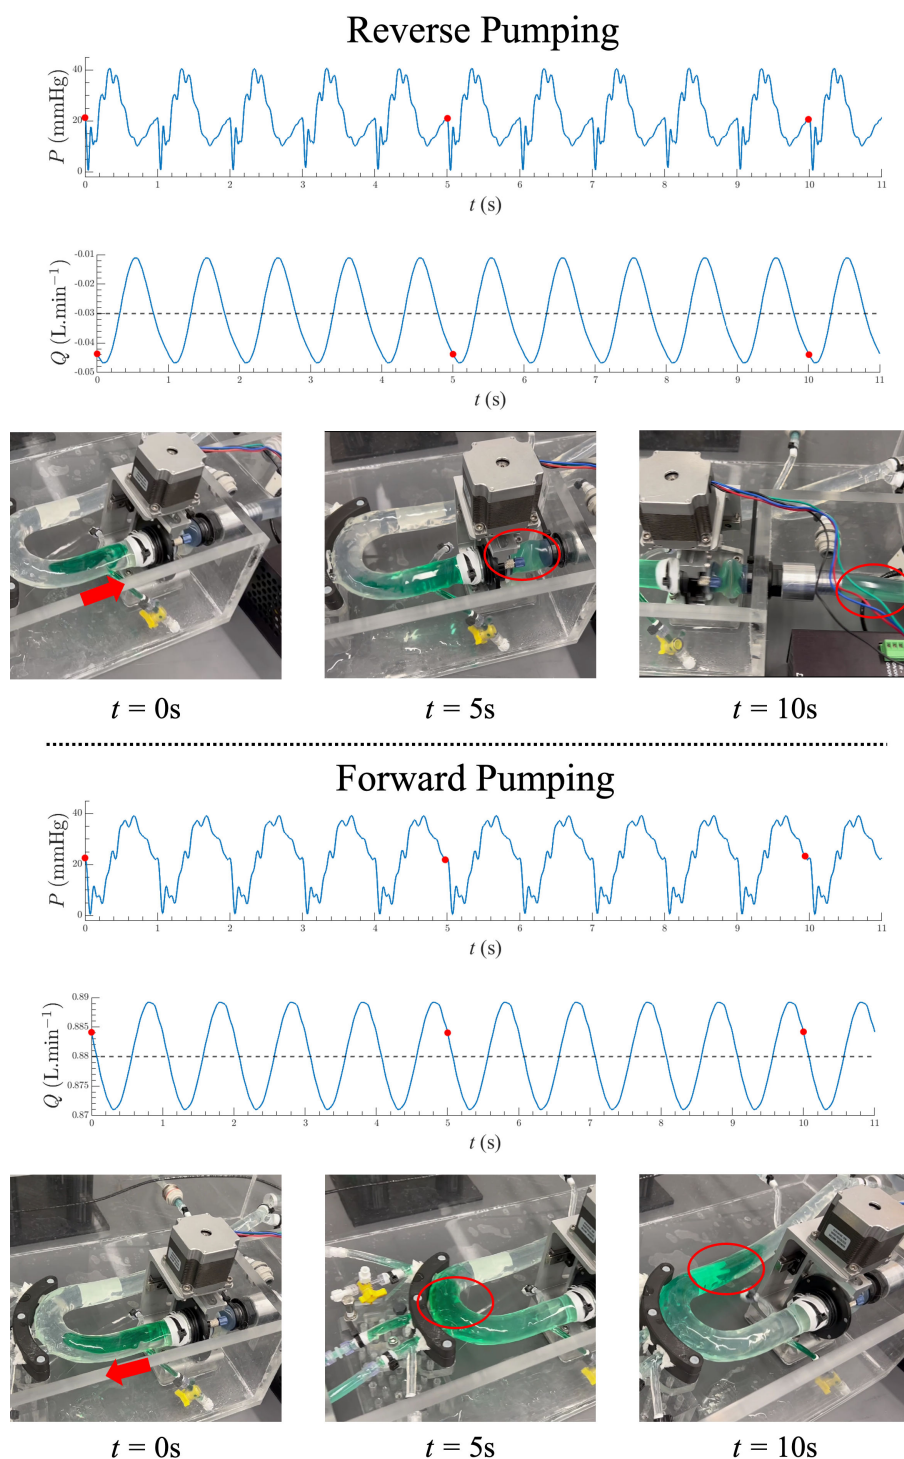 Reverse Pumping
P (mmHg)
40
20
0
0 1 2 3 4 5 6 7 8 9 10 11
t (s)
Q (L.min⁻¹)
-0.01
-0.02
-0.03
-0.04
-0.05
0 1 2 3 4 5 6 7 8 9 10 11
t (s)
t = 0s t = 5s t = 10s
Forward Pumping
P (mmHg)
40
20
0
0 1 2 3 4 5 6 7 8 9 10 11
t (s)
Q (L.min⁻¹)
0.89
0.885
0.88
0.875
0.87
0 1 2 3 4 5 6 7 8 9 10 11
t (s)
t = 0s t = 5s t = 10s